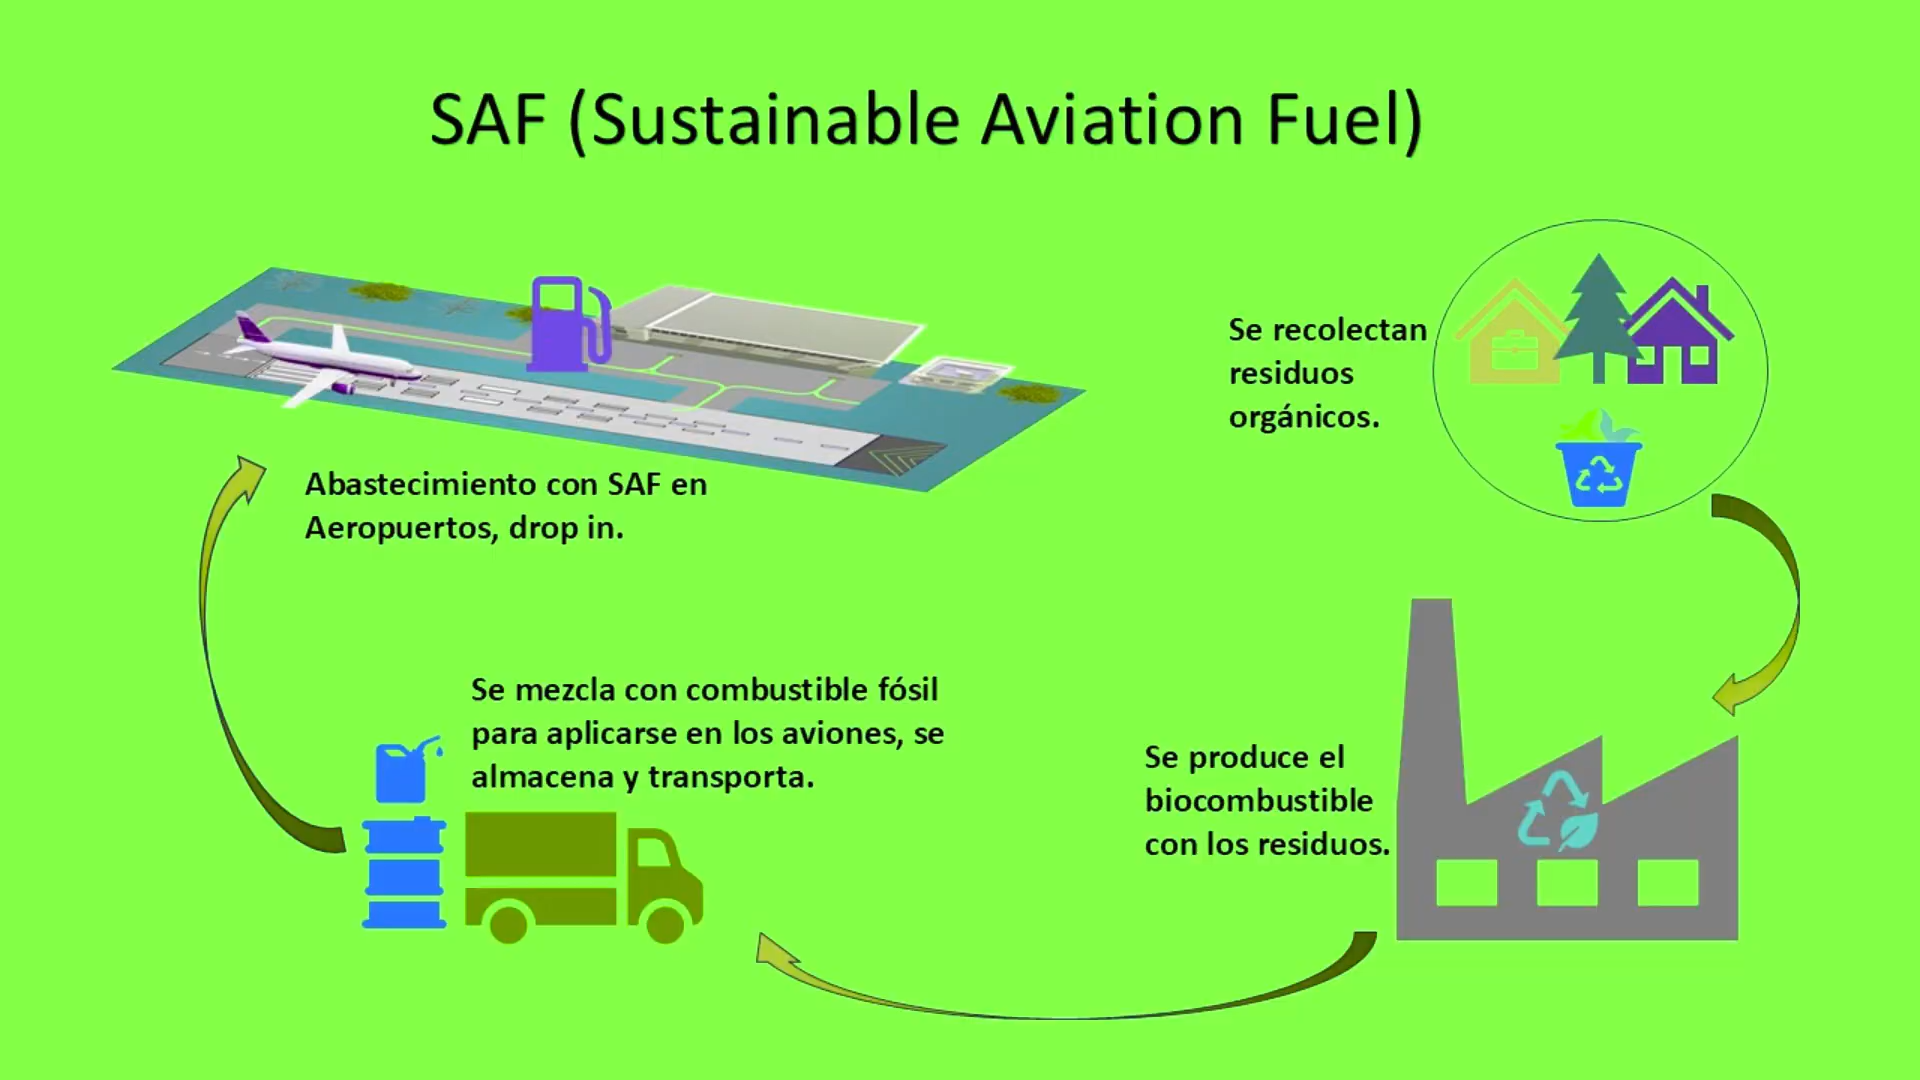 SAF (Sustainable Aviation Fuel)
Se recolectan
residuos
orgánicos.
Abastecimiento con SAF en
Aeropuertos, drop in.
Se mezcla con combustible fósil
para aplicarse en los aviones, se
almacena y transporta.
Se produce el
biocombustible
con los residuos.